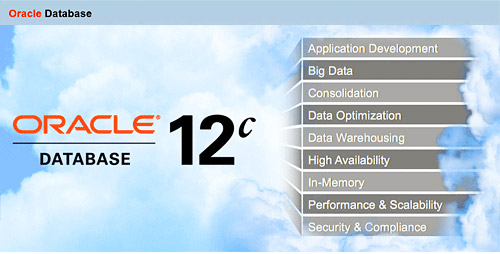 Oracle Database
ORACLE®
DATABASE
12c
Application Development
Big Data
Consolidation
Data Optimization
Data Warehousing
High Availability
In-Memory
Performance & Scalability
Security & Compliance